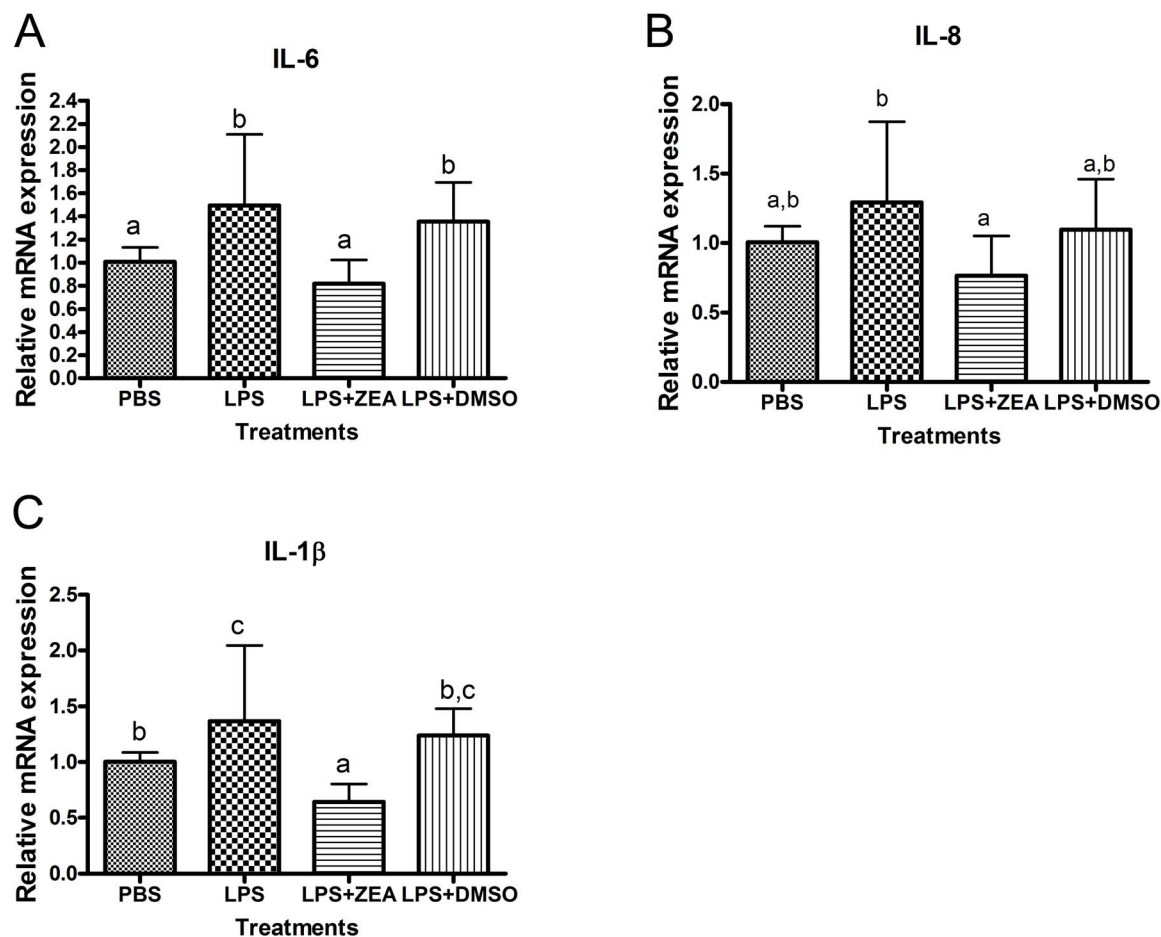 A
IL-6
Relative mRNA expression
2.4
2.2
2.0
1.8
1.6
1.4
1.2
1.0
0.8
0.6
0.4
0.2
0.0
a
b
a
b
PBS
LPS
LPS+ZEA
LPS+DMSO
Treatments
B
IL-8
Relative mRNA expression
2.0
1.5
1.0
0.5
0.0
a,b
b
a
a,b
PBS
LPS
LPS+ZEA
LPS+DMSO
Treatments
C
IL-1β
Relative mRNA expression
2.5
2.0
1.5
1.0
0.5
0.0
b
c
a
b,c
PBS
LPS
LPS+ZEA
LPS+DMSO
Treatments